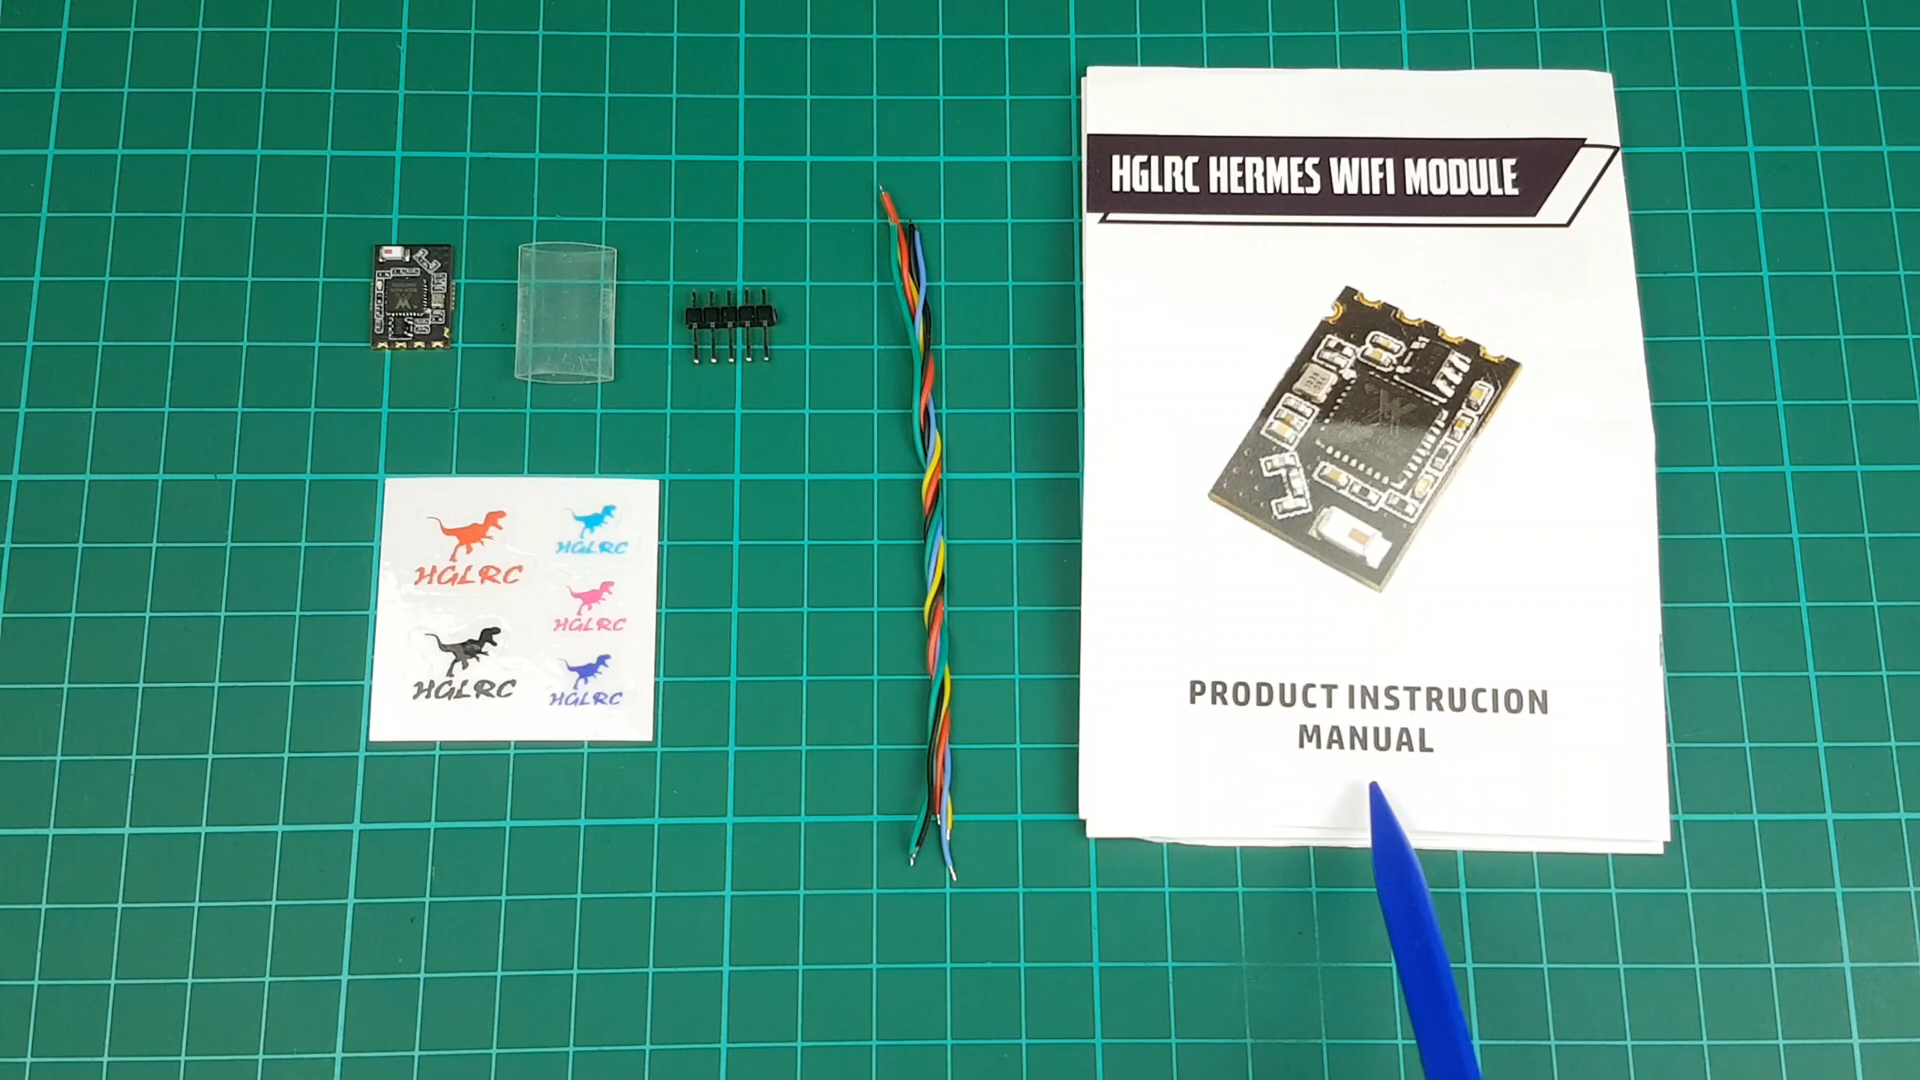 HGLRC HERMES WIFI MODULE
PRODUCT INSTRUCION
MANUAL
HGLRC
HGLRC
HGLRC
HGLRC
HGLRC